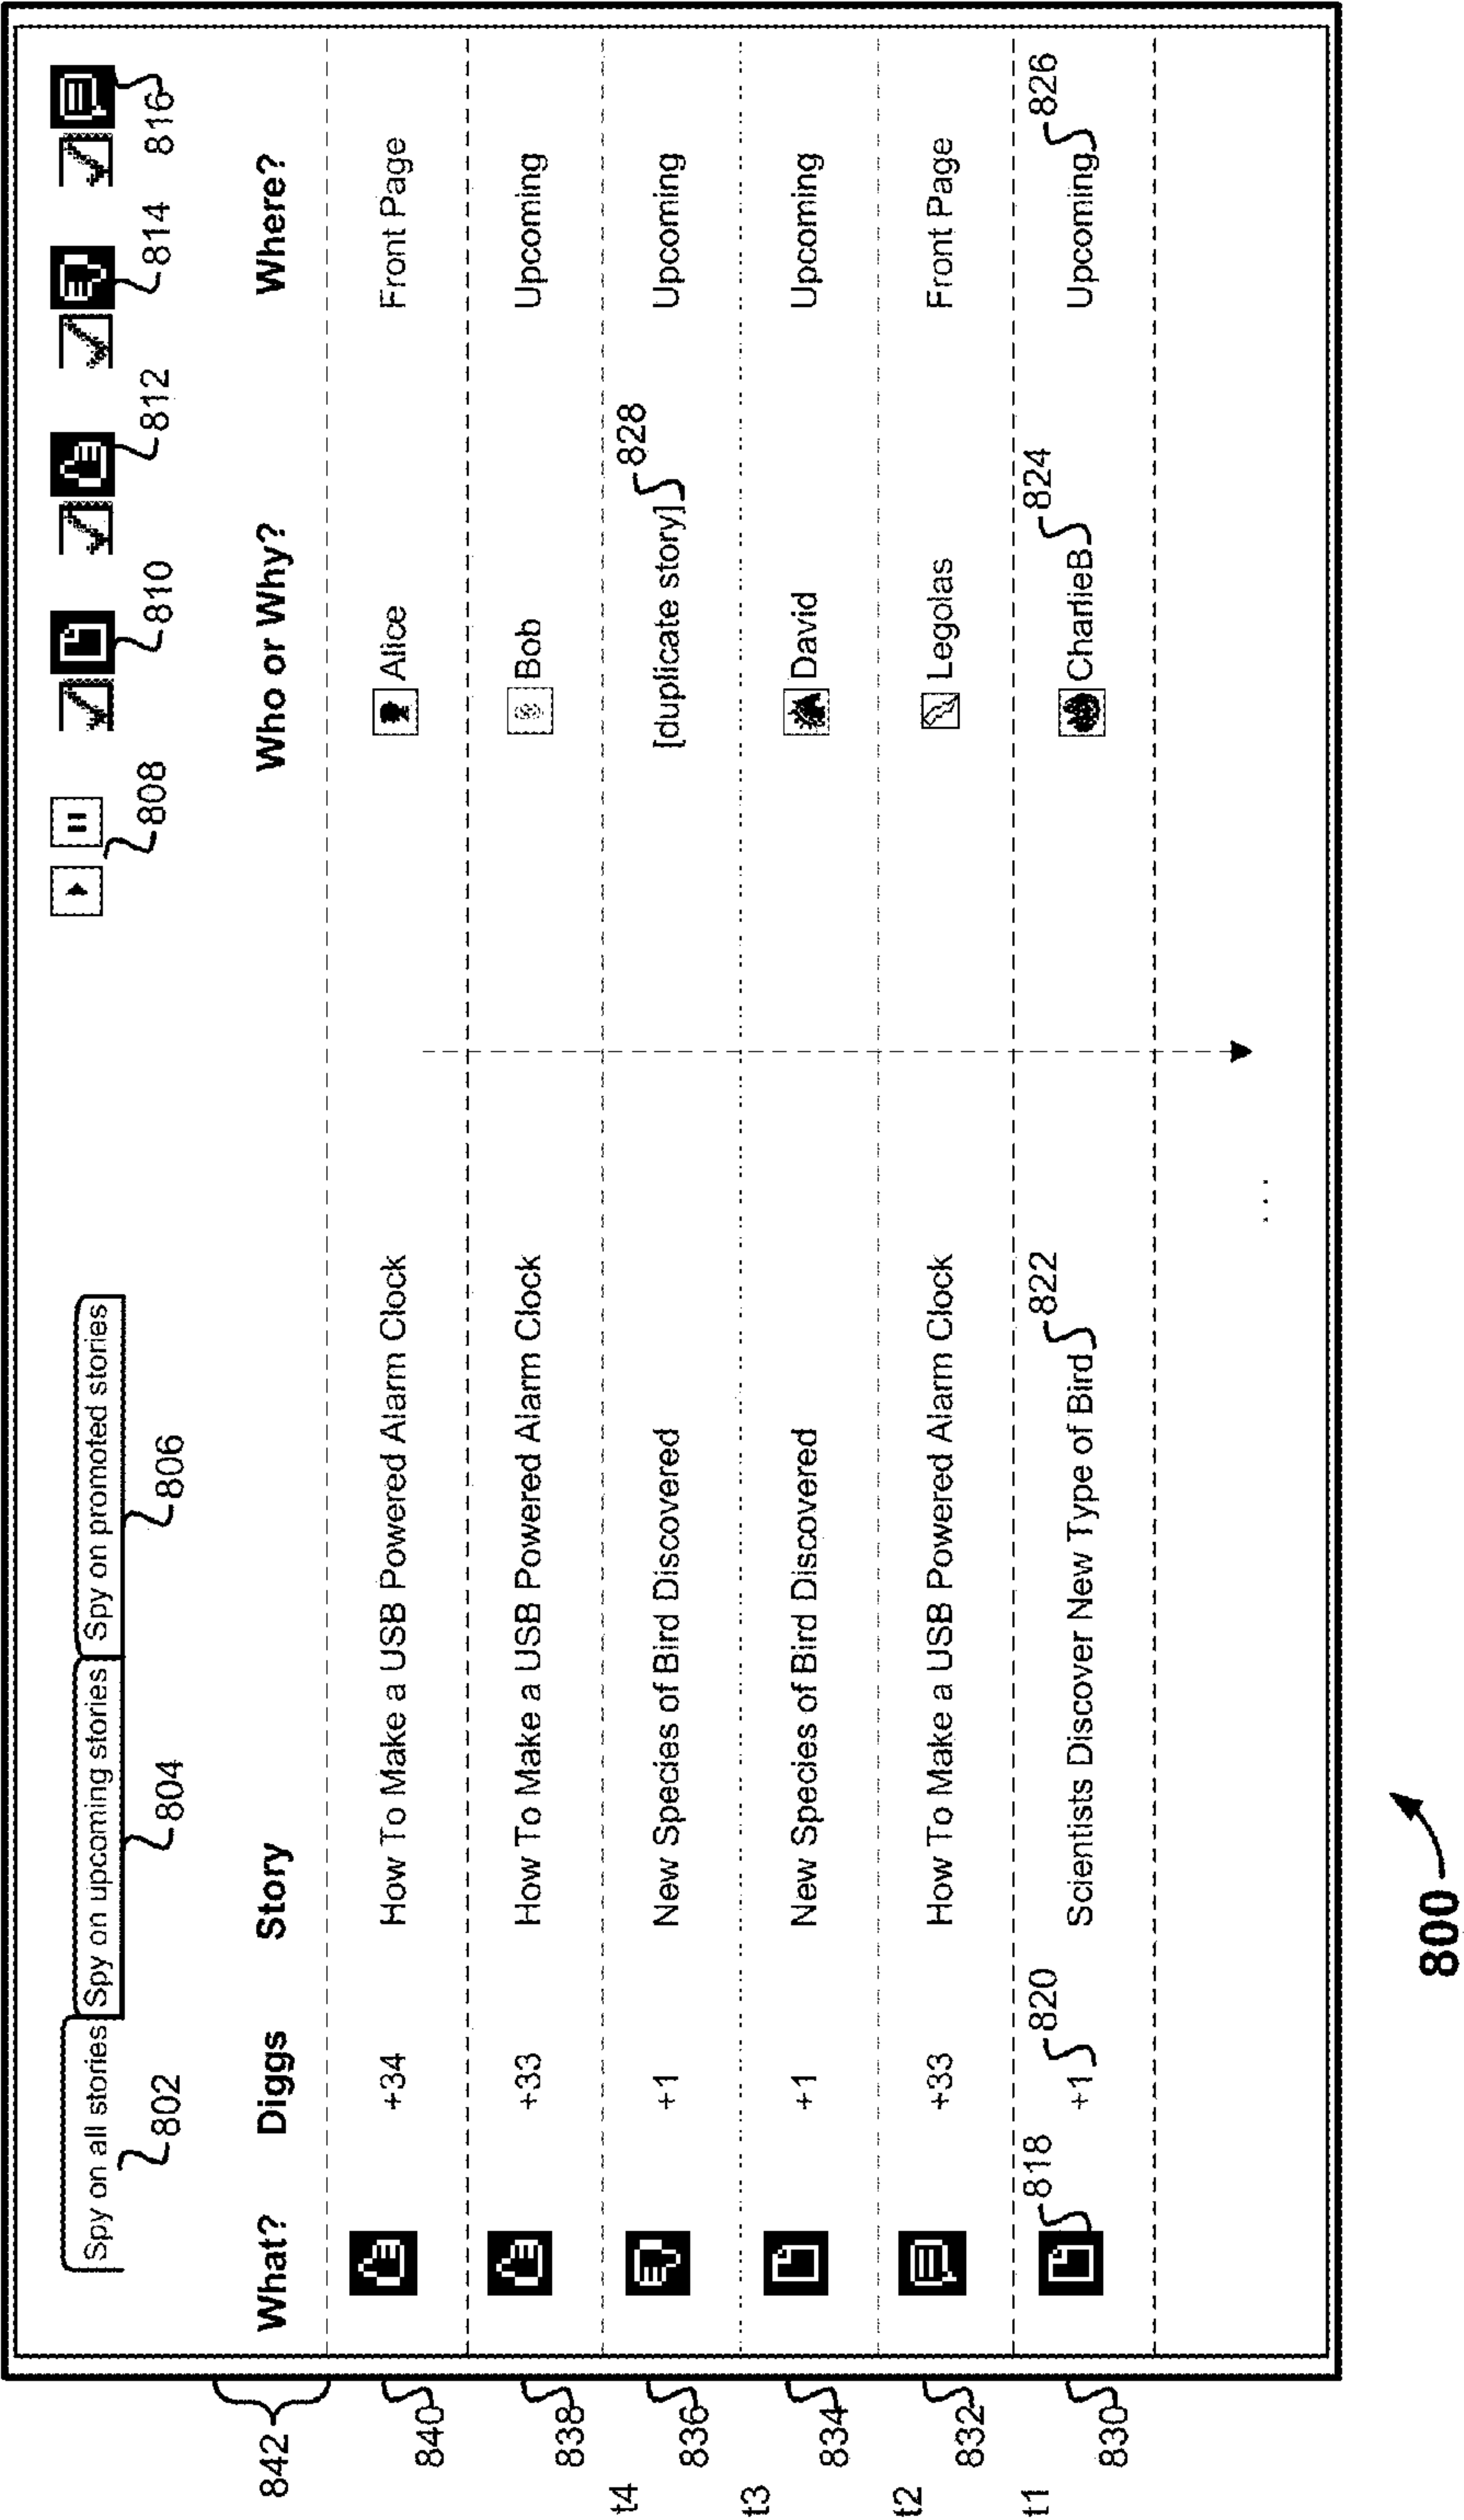 Spy on all stories Spy on upcoming stories Spy on promoted stories
802 804 806 808 810 812 814 816
842 What? Diggs Story Who or Why? Where?
+34 How To Make a USB Powered Alarm Clock Alice Front Page
840
+33 How To Make a USB Powered Alarm Clock Bob Upcoming
838
t4 +1 New Species of Bird Discovered [duplicate story] 828 Upcoming
836
t3 +1 New Species of Bird Discovered David Upcoming
834
t2 +33 How To Make a USB Powered Alarm Clock Legolas Front Page
832
t1 818 820 822 824 826
+1 Scientists Discover New Type of Bird CharlieB Upcoming
830
...
800